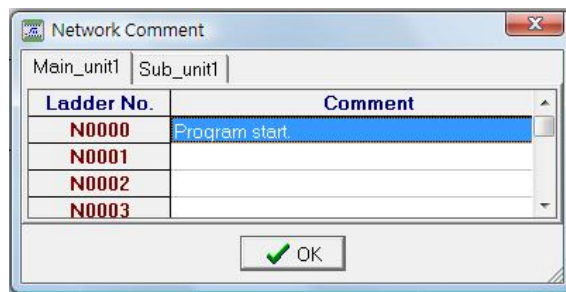 Network Comment
Main_unit1 Sub_unit1
Ladder No. Comment
N0000 Program start.
N0001
N0002
N0003
OK